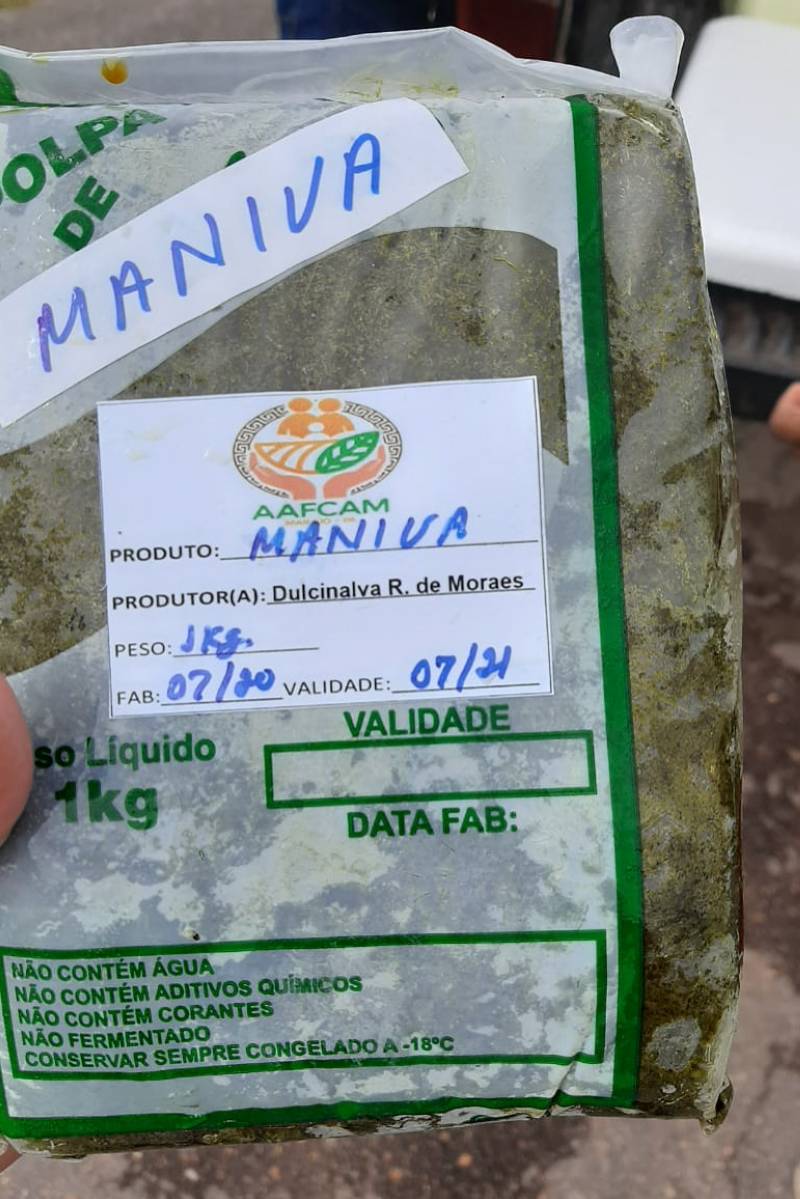 POLPA
DE
MANIVA
AAFCAM
PRODUTO: MANIVA
PRODUTOR(A): Dulcinalva R. de Moraes
PESO: 1Kg.
FAB: 07/20 VALIDADE: 07/21
so Líquido
1kg
VALIDADE
DATA FAB:
NÃO CONTÉM ÁGUA
NÃO CONTÉM ADITIVOS QUÍMICOS
NÃO CONTÉM CORANTES
NÃO FERMENTADO
CONSERVAR SEMPRE CONGELADO A -18°C